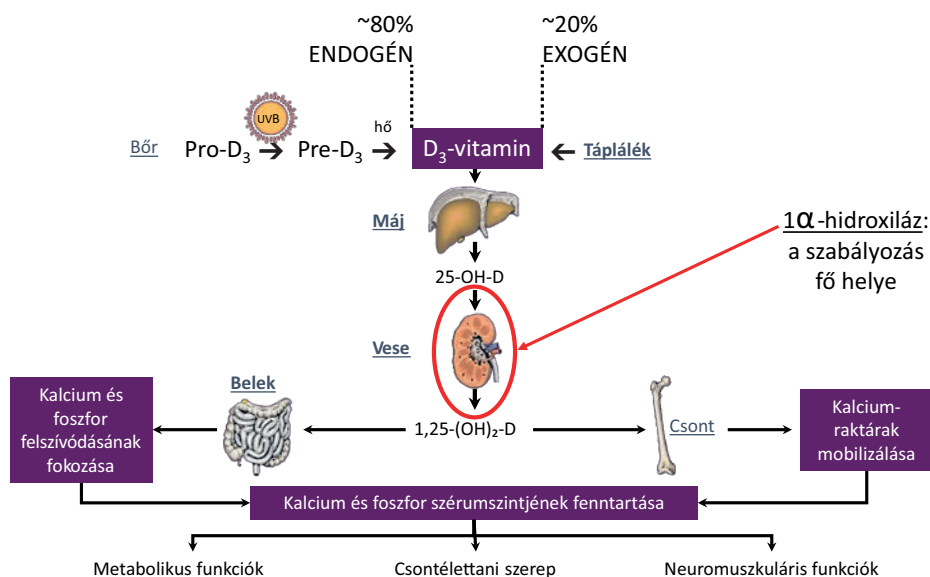 ~80%
ENDOGÉN
~20%
EXOGÉN
Bőr
Pro-D₃
UVB
Pre-D₃
hő
D₃-vitamin
Táplálék
Máj
1α-hidroxiláz:
a szabályozás
fő helye
25-OH-D
Vese
Belek
Kalcium és
foszfor
felszívódásának
fokozása
1,25-(OH)₂-D
Csont
Kalcium-
raktárak
mobilizálása
Kalcium és foszfor szérumszintjének fenntartása
Metabolikus funkciók
Csontélettani szerep
Neuromuszkuláris funkciók